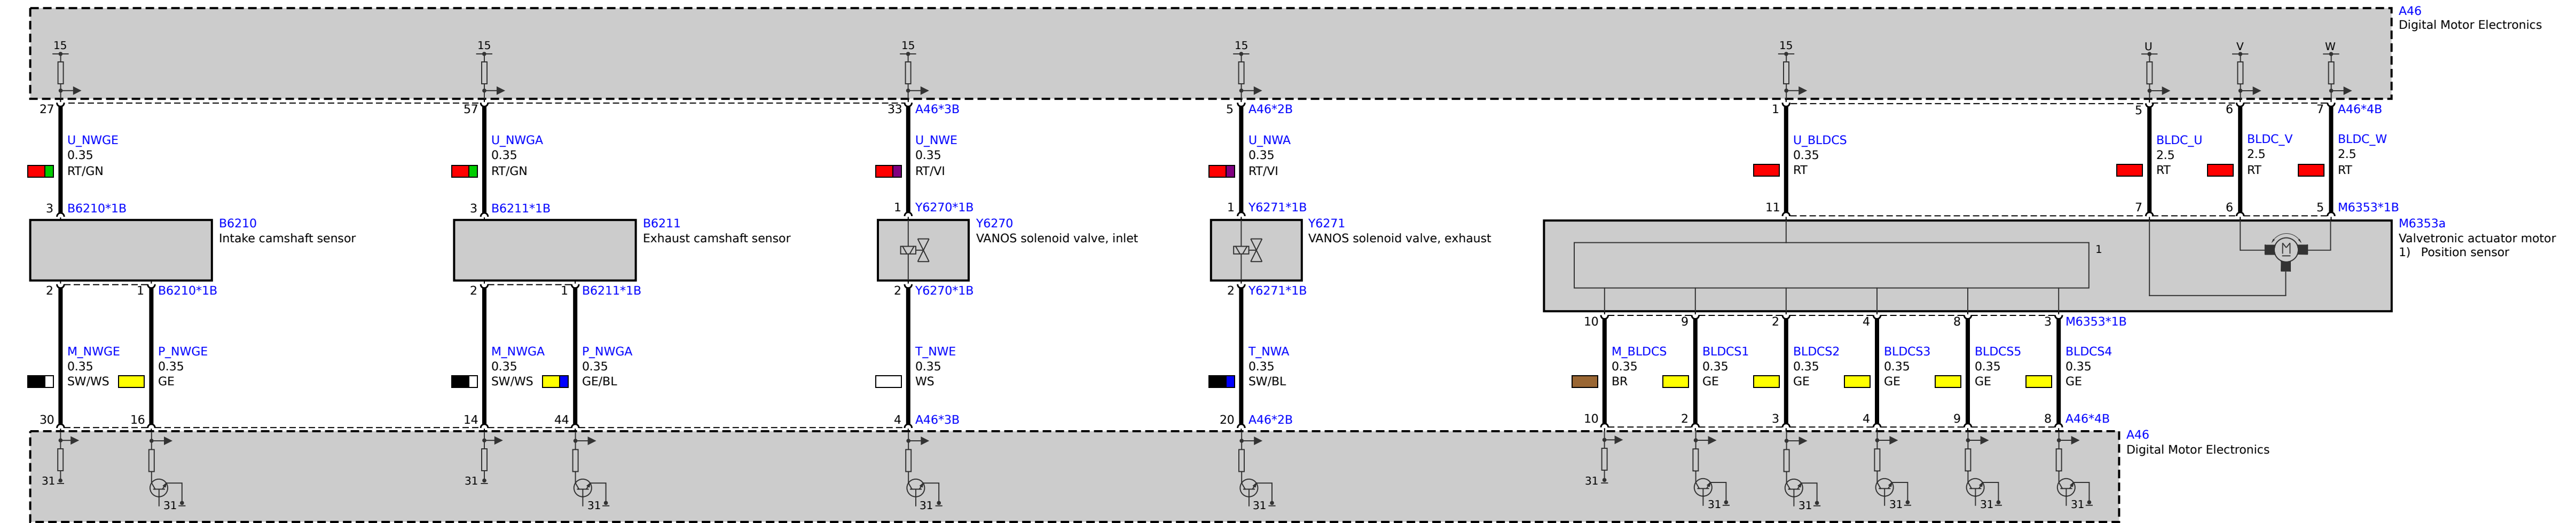 A46
Digital Motor Electronics
15 15 15 15 15 U V W
27 57 33 A46*3B 5 A46*2B 1 5 6 7 A46*4B
U_NWGE
0.35
RT/GN
U_NWGA
0.35
RT/GN
U_NWE
0.35
RT/VI
U_NWA
0.35
RT/VI
U_BLDCS
0.35
RT
BLDC_U
2.5
RT
BLDC_V
2.5
RT
BLDC_W
2.5
RT
3 B6210*1B 3 B6211*1B 1 Y6270*1B 1 Y6271*1B 11 7 6 5 M6353*1B
B6210
Intake camshaft sensor
B6211
Exhaust camshaft sensor
Y6270
VANOS solenoid valve, inlet
Y6271
VANOS solenoid valve, exhaust
1
M
M6353a
Valvetronic actuator motor
1) Position sensor
2 1 B6210*1B 2 1 B6211*1B 2 Y6270*1B 2 Y6271*1B 10 9 2 4 8 3 M6353*1B
M_NWGE
0.35
SW/WS
P_NWGE
0.35
GE
M_NWGA
0.35
SW/WS
P_NWGA
0.35
GE/BL
T_NWE
0.35
WS
T_NWA
0.35
SW/BL
M_BLDCS
0.35
BR
BLDCS1
0.35
GE
BLDCS2
0.35
GE
BLDCS3
0.35
GE
BLDCS5
0.35
GE
BLDCS4
0.35
GE
30 16 14 44 4 A46*3B 20 A46*2B 10 2 3 4 9 8 A46*4B
A46
Digital Motor Electronics
31 31 31 31 31 31 31 31 31 31 31 31